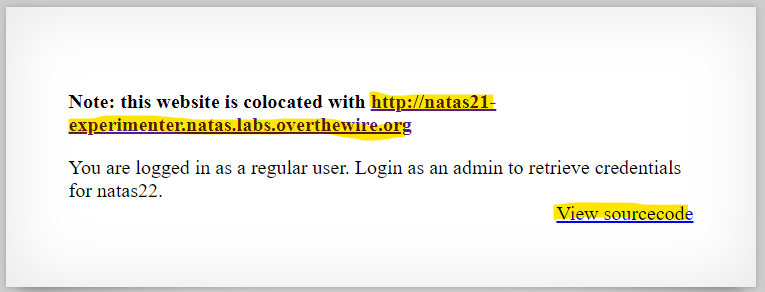 Note: this website is colocated with http://natas21-
experimenter.natas.labs.overthewire.org
You are logged in as a regular user. Login as an admin to retrieve credentials
for natas22.
View sourcecode